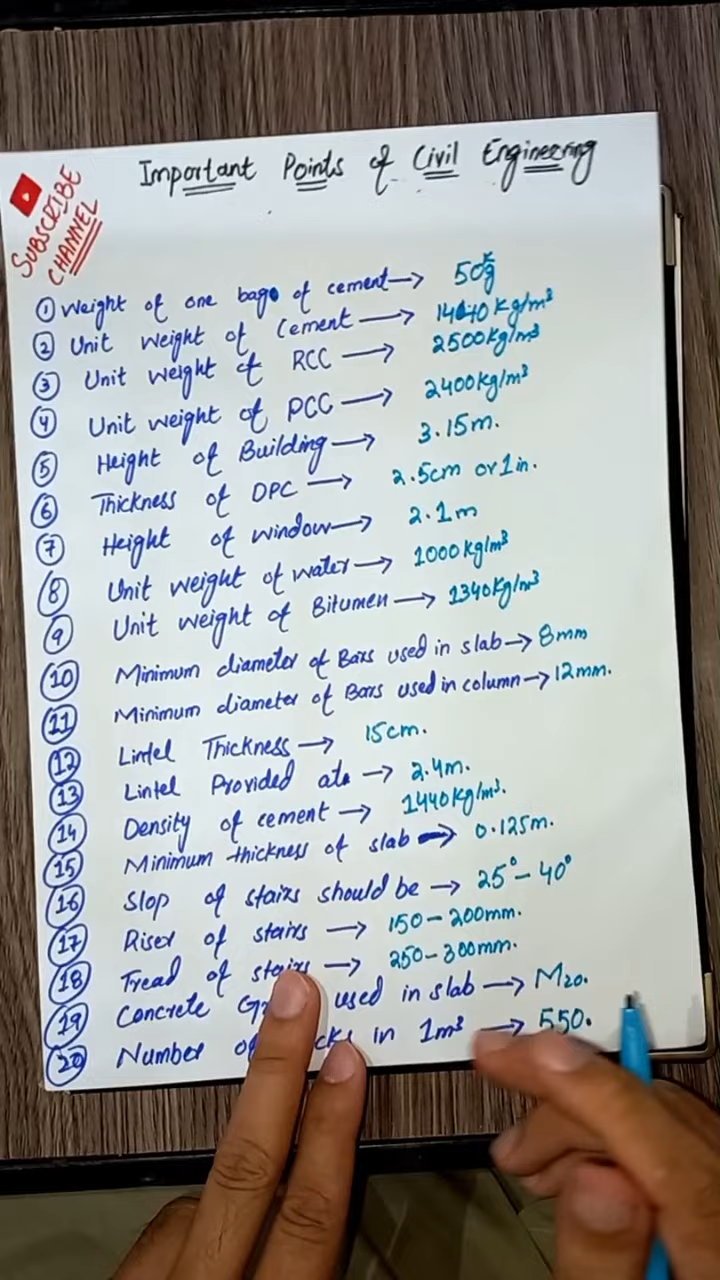 Important Points of Civil Engineering
SUBSCRIBE
CHANNEL
① Weight of one bag of cement → 50kg
② Unit Weight of Cement → 1440 kg/m³
③ Unit weight of RCC → 2500kg/m³
④ Unit weight of PCC → 2400kg/m³
⑤ Height of Building → 3.15m.
⑥ Thickness of DPC → 2.5cm or 1in.
⑦ Height of window → 2.1m
⑧ Unit weight of water → 1000kg/m³
⑨ Unit weight of Bitumen → 1340kg/m³
⑩ Minimum diameter of Bars used in slab → 8mm
⑪ Minimum diameter of Bars used in column → 12mm.
⑫ Lintel Thickness → 15cm.
⑬ Lintel Provided at → 2.4m.
⑭ Density of cement → 1440kg/m³.
⑮ Minimum thickness of slab → 0.125m.
⑯ Slop of stairs should be → 25° – 40°
⑰ Riser of stairs → 150 – 200mm.
⑱ Tread of stairs → 250 – 300mm.
⑲ Concrete used in slab → M20.
⑳ Number in 1m³ → 550.